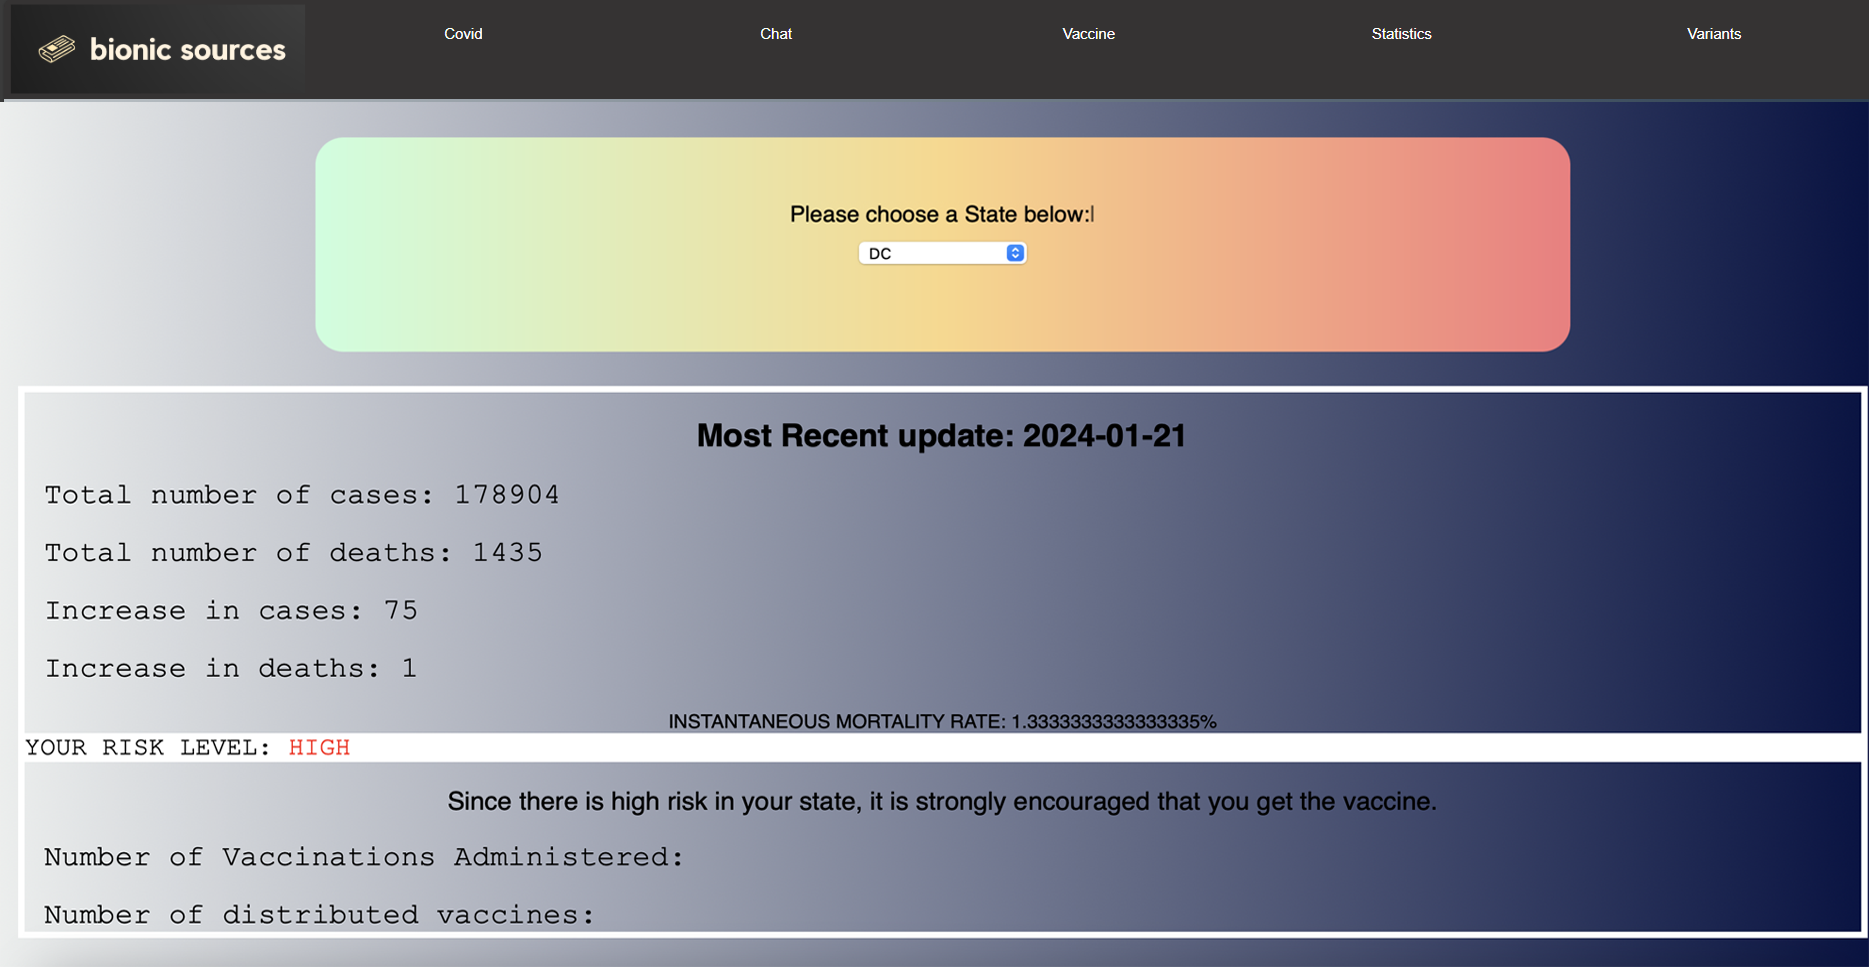 bionic sources
Covid
Chat
Vaccine
Statistics
Variants
Please choose a State below:
DC
Most Recent update: 2024-01-21
Total number of cases: 178904
Total number of deaths: 1435
Increase in cases: 75
Increase in deaths: 1
INSTANTANEOUS MORTALITY RATE: 1.3333333333333335%
YOUR RISK LEVEL: HIGH
Since there is high risk in your state, it is strongly encouraged that you get the vaccine.
Number of Vaccinations Administered:
Number of distributed vaccines: